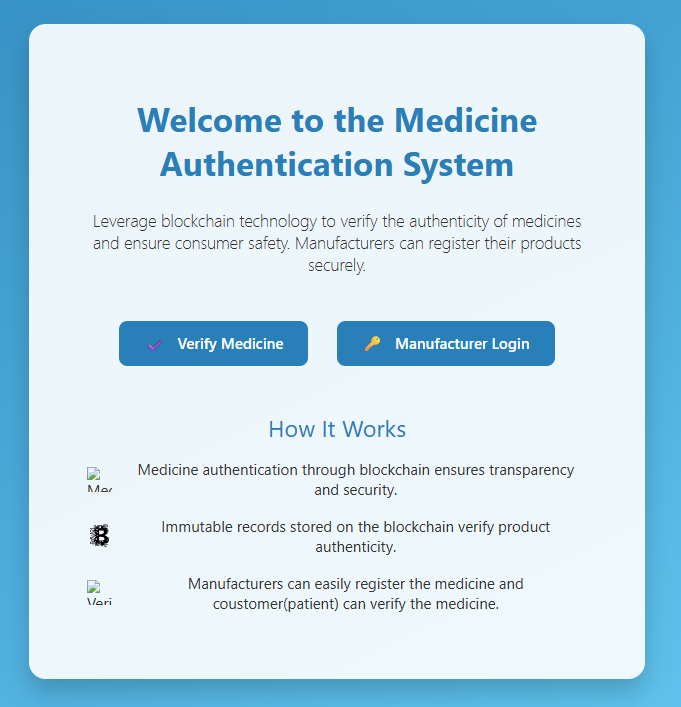 Welcome to the Medicine
Authentication System
Leverage blockchain technology to verify the authenticity of medicines
and ensure consumer safety. Manufacturers can register their products
securely.
Verify Medicine
Manufacturer Login
How It Works
Medicine authentication through blockchain ensures transparency
and security.
Immutable records stored on the blockchain verify product
authenticity.
Manufacturers can easily register the medicine and
Veri
coustomer(patient) can verify the medicine.